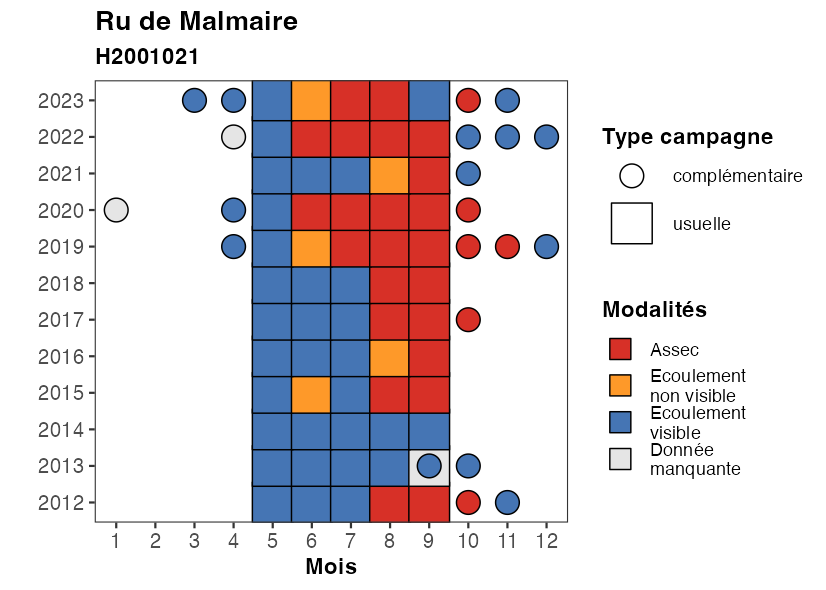 Ru de Malmaire
H2001021
2023
2022
2021
2020
2019
2018
2017
2016
2015
2014
2013
2012
1 2 3 4 5 6 7 8 9 10 11 12
Mois
Type campagne
complémentaire
usuelle
Modalités
Assec
Ecoulement
non visible
Ecoulement
visible
Donnée
manquante